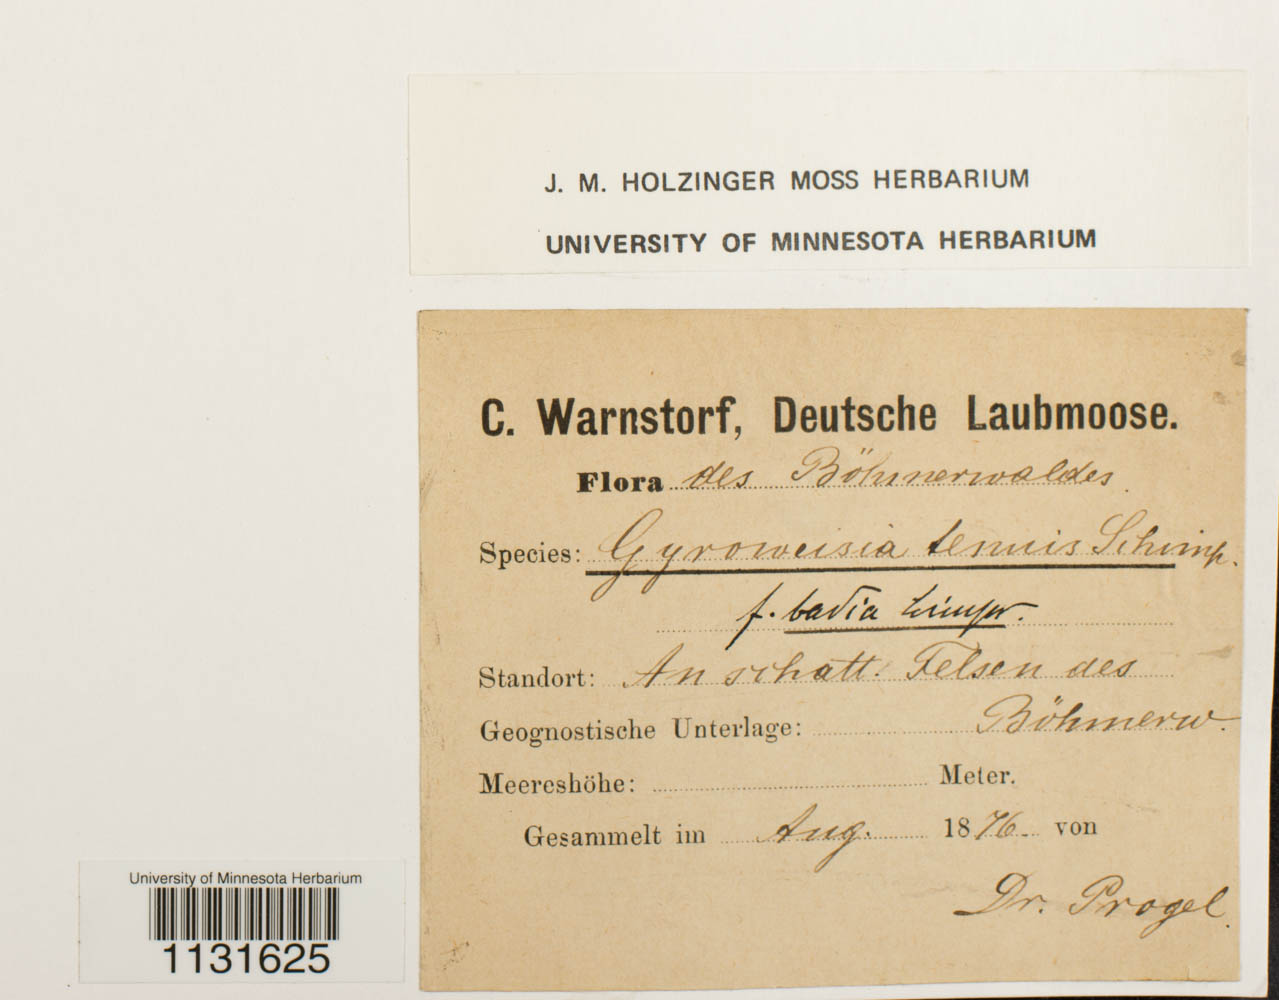 J. M. HOLZINGER MOSS HERBARIUM
UNIVERSITY OF MINNESOTA HERBARIUM
C. Warnstorf, Deutsche Laubmoose.
Flora des Böhmerwaldes.
Species: Gyroweisia tenuis Schimp.
f. badia Limpr.
Standort: An schatt. Felsen des
Geognostische Unterlage: Böhmerw.
Meereshöhe: Meter.
Gesammelt im Aug. 1876 von
Dr. Progel.
University of Minnesota Herbarium
1131625